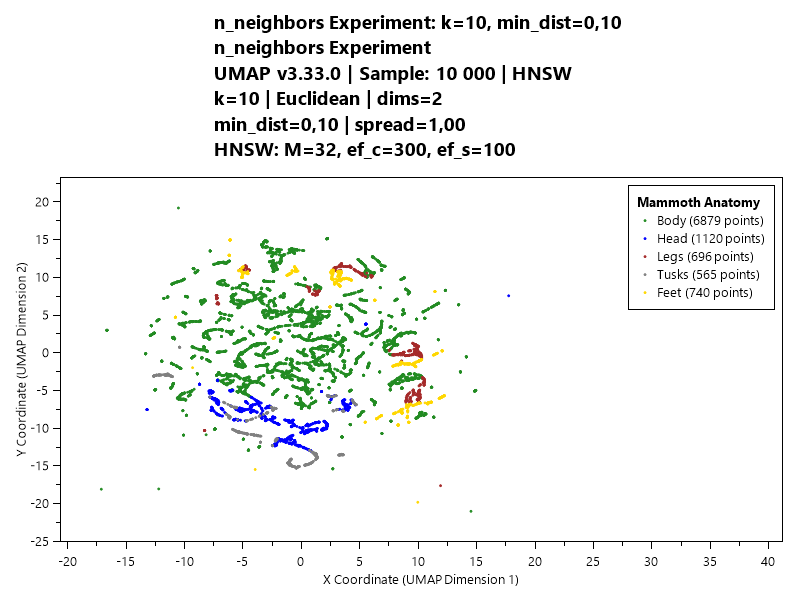 n_neighbors Experiment: k=10, min_dist=0,10
n_neighbors Experiment
UMAP v3.33.0 | Sample: 10 000 | HNSW
k=10 | Euclidean | dims=2
min_dist=0,10 | spread=1,00
HNSW: M=32, ef_c=300, ef_s=100
Mammoth Anatomy
Body (6879 points)
Head (1120 points)
Legs (696 points)
Tusks (565 points)
Feet (740 points)
Y Coordinate (UMAP Dimension 2)
20
15
10
5
0
-5
-10
-15
-20
-25
-20
-15
-10
-5
0
5
10
15
20
25
30
35
40
X Coordinate (UMAP Dimension 1)